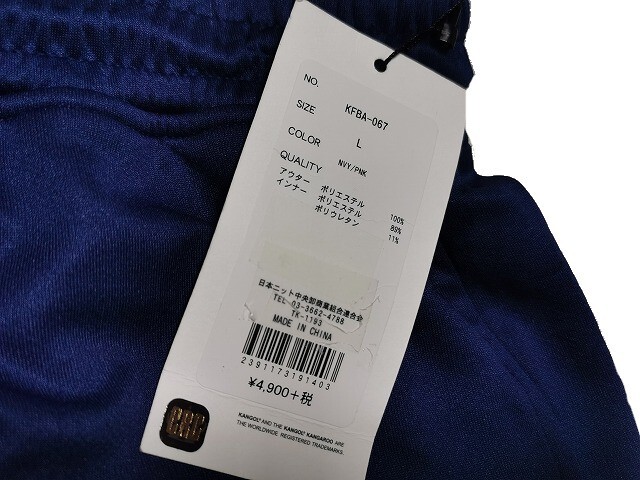 NO. KFBA-067
SIZE L
COLOR NVY/PNK
QUALITY
アウター ポリエステル 100%
インナー ポリエステル 89%
ポリウレタン 11%
日本ニット中央卸商業組合連合会
TEL 03-3662-4788
TK-1193
MADE IN CHINA
2391173191403
¥4,900+税
KANGOL® AND THE KANGOL® KANGAROO ARE
THE WORLDWIDE REGISTERED TRADEMARKS.